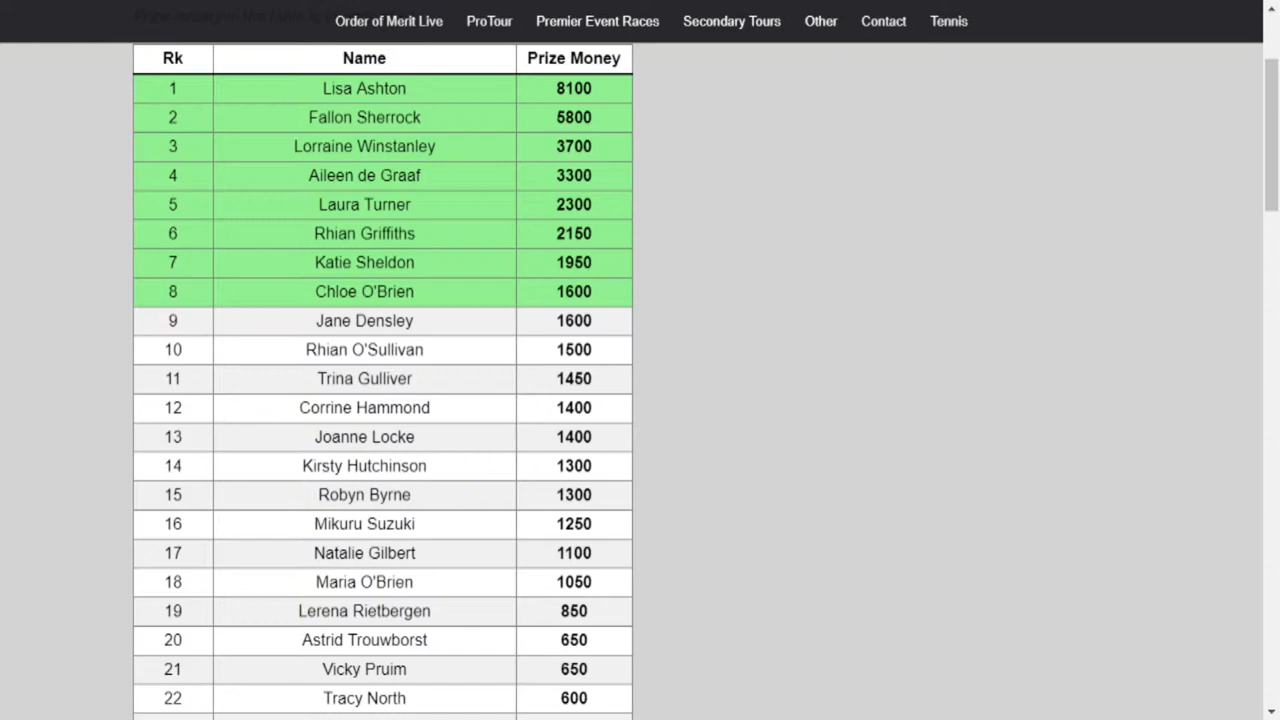 Order of Merit Live ProTour Premier Event Races Secondary Tours Other Contact Tennis
Rk Name Prize Money
1 Lisa Ashton 8100
2 Fallon Sherrock 5800
3 Lorraine Winstanley 3700
4 Aileen de Graaf 3300
5 Laura Turner 2300
6 Rhian Griffiths 2150
7 Katie Sheldon 1950
8 Chloe O'Brien 1600
9 Jane Densley 1600
10 Rhian O'Sullivan 1500
11 Trina Gulliver 1450
12 Corrine Hammond 1400
13 Joanne Locke 1400
14 Kirsty Hutchinson 1300
15 Robyn Byrne 1300
16 Mikuru Suzuki 1250
17 Natalie Gilbert 1100
18 Maria O'Brien 1050
19 Lerena Rietbergen 850
20 Astrid Trouwborst 650
21 Vicky Pruim 650
22 Tracy North 600